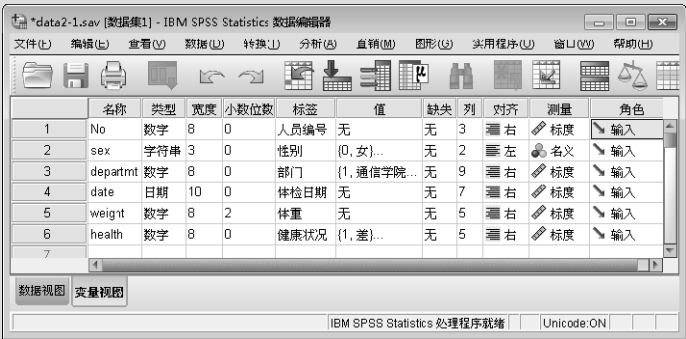 *data2-1.sav [数据集1] - IBM SPSS Statistics 数据编辑器
文件(F) 编辑(E) 查看(V) 数据(D) 转换(T) 分析(A) 直销(M) 图形(G) 实用程序(U) 窗口(W) 帮助(H)
名称 类型 宽度 小数位数 标签 值 缺失 列 对齐 测量 角色
1 No 数字 8 0 人员编号 无 无 3 右 标度 输入
2 sex 字符串 3 0 性别 {0, 女}... 无 2 左 名义 输入
3 departmt 数字 8 0 部门 {1, 通信学院... 无 9 右 标度 输入
4 date 日期 10 0 体检日期 无 无 7 右 标度 输入
5 weight 数字 8 2 体重 无 无 5 右 标度 输入
6 health 数字 8 0 健康状况 {1, 差}... 无 5 右 标度 输入
7
数据视图 变量视图
IBM SPSS Statistics 处理程序就绪 Unicode:ON